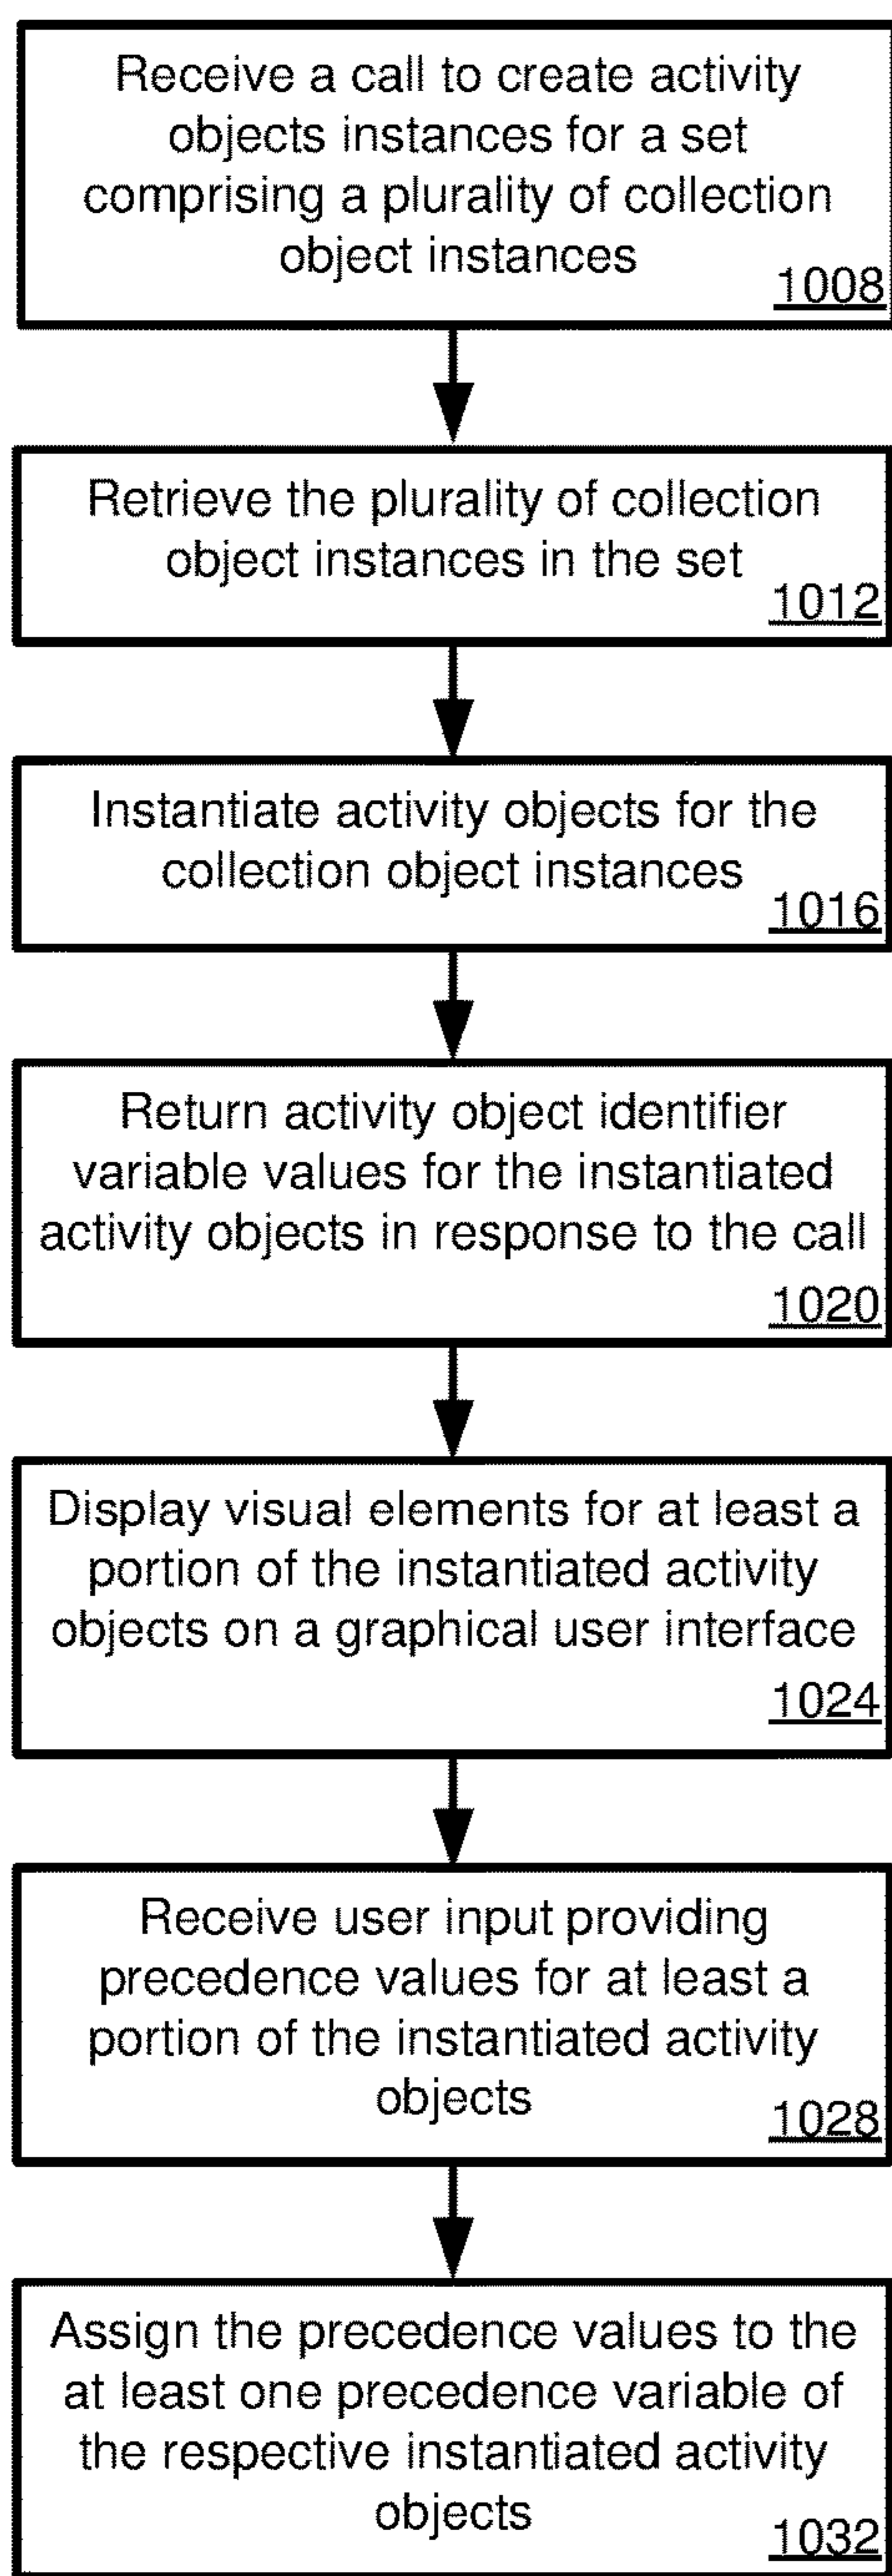 Receive a call to create activity
objects instances for a set
comprising a plurality of collection
object instances
1008
Retrieve the plurality of collection
object instances in the set
1012
Instantiate activity objects for the
collection object instances
1016
Return activity object identifier
variable values for the instantiated
activity objects in response to the call
1020
Display visual elements for at least a
portion of the instantiated activity
objects on a graphical user interface
1024
Receive user input providing
precedence values for at least a
portion of the instantiated activity
objects
1028
Assign the precedence values to the
at least one precedence variable of
the respective instantiated activity
objects
1032